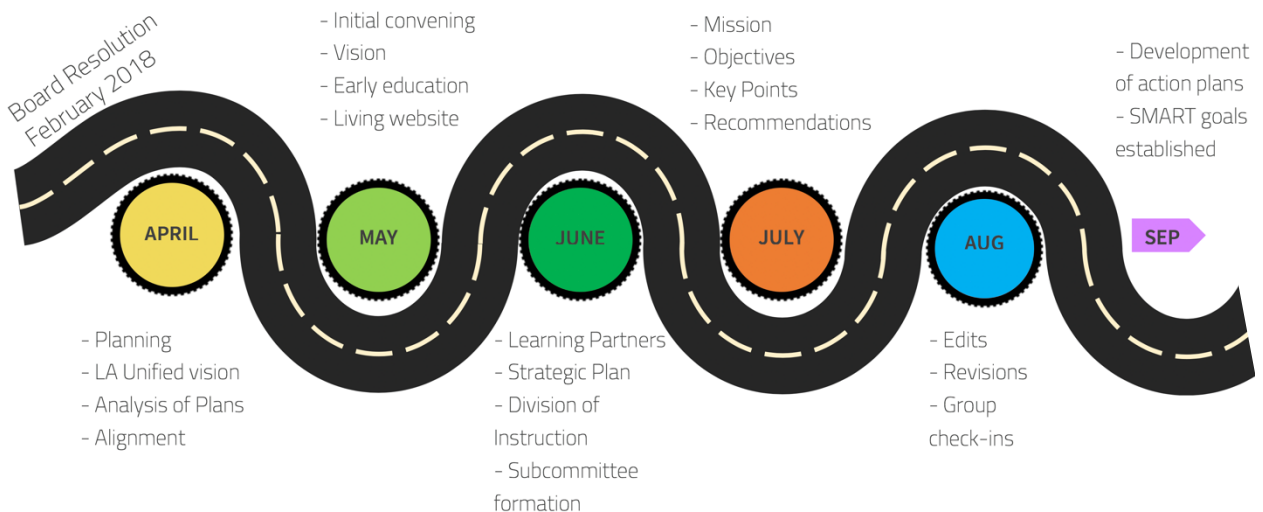 Board Resolution
February 2018
APRIL
- Planning
- LA Unified vision
- Analysis of Plans
- Alignment
- Initial convening
- Vision
- Early education
- Living website
MAY
JUNE
- Learning Partners
- Strategic Plan
- Division of
Instruction
- Subcommittee
formation
- Mission
- Objectives
- Key Points
- Recommendations
JULY
AUG
- Edits
- Revisions
- Group
check-ins
- Development
of action plans
- SMART goals
established
SEP